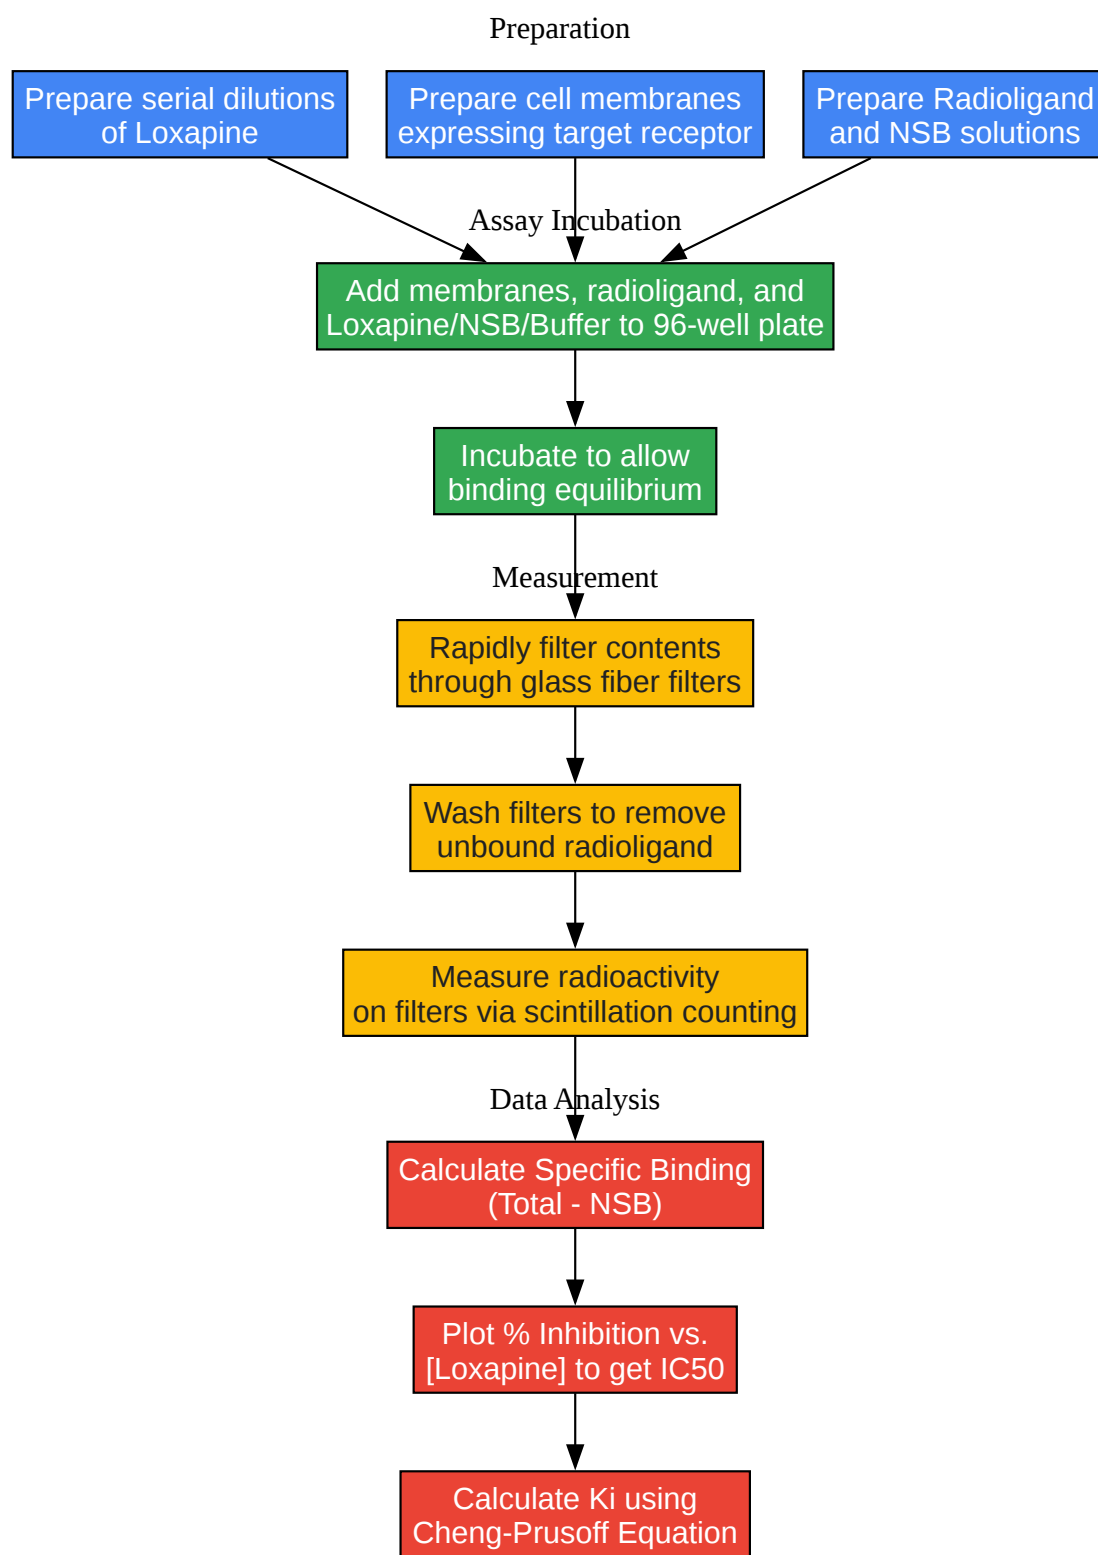 Preparation
Prepare serial dilutions
of Loxapine
Prepare cell membranes
expressing target receptor
Prepare Radioligand
and NSB solutions
Assay Incubation
Add membranes, radioligand, and
Loxapine/NSB/Buffer to 96-well plate
Incubate to allow
binding equilibrium
Measurement
Rapidly filter contents
through glass fiber filters
Wash filters to remove
unbound radioligand
Measure radioactivity
on filters via scintillation counting
Data Analysis
Calculate Specific Binding
(Total - NSB)
Plot % Inhibition vs.
[Loxapine] to get IC50
Calculate Ki using
Cheng-Prusoff Equation